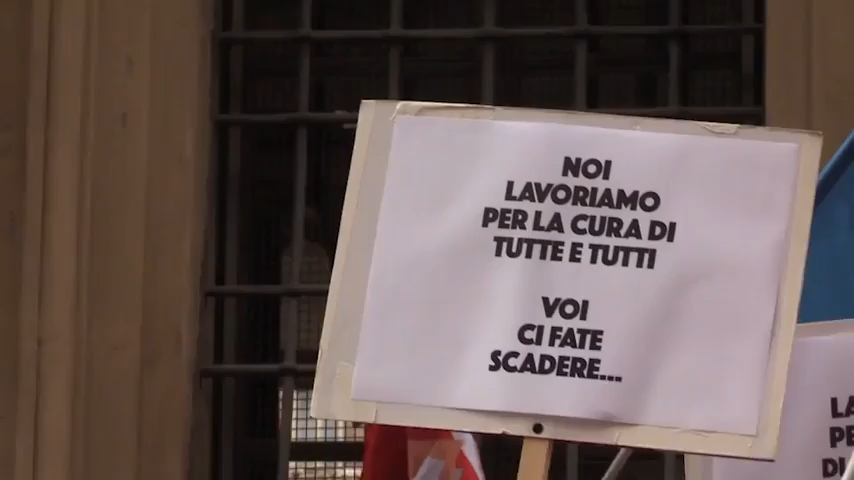 NOI
LAVORIAMO
PER LA CURA DI
TUTTE E TUTTI
VOI
CI FATE
SCADERE...